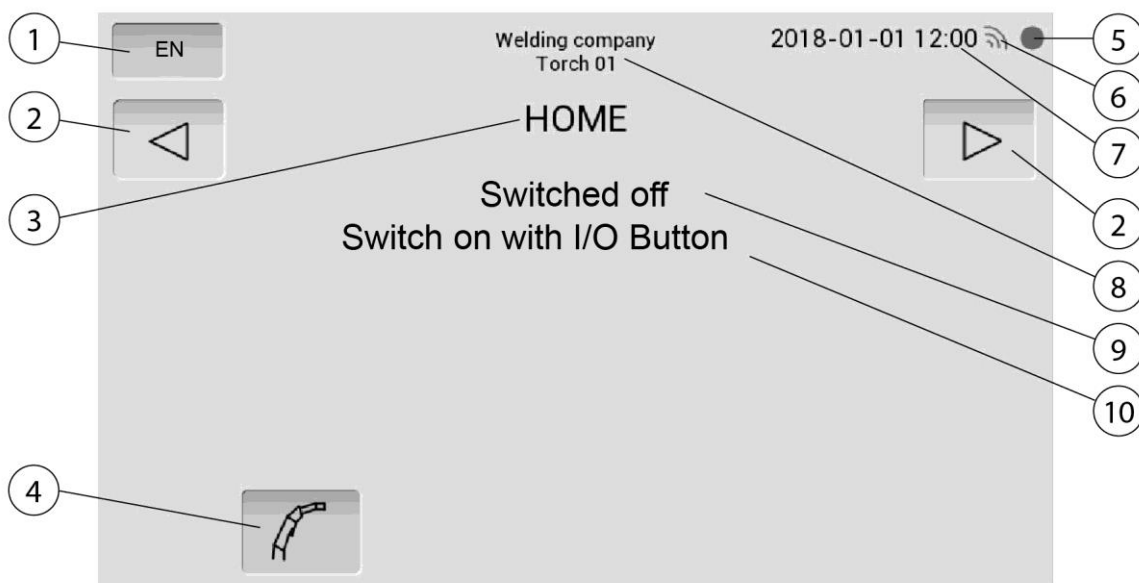 1
EN
Welding company
Torch 01
2018-01-01 12:00
5
6
2
HOME
7
3
Switched off
2
Switch on with I/O Button
8
9
10
4